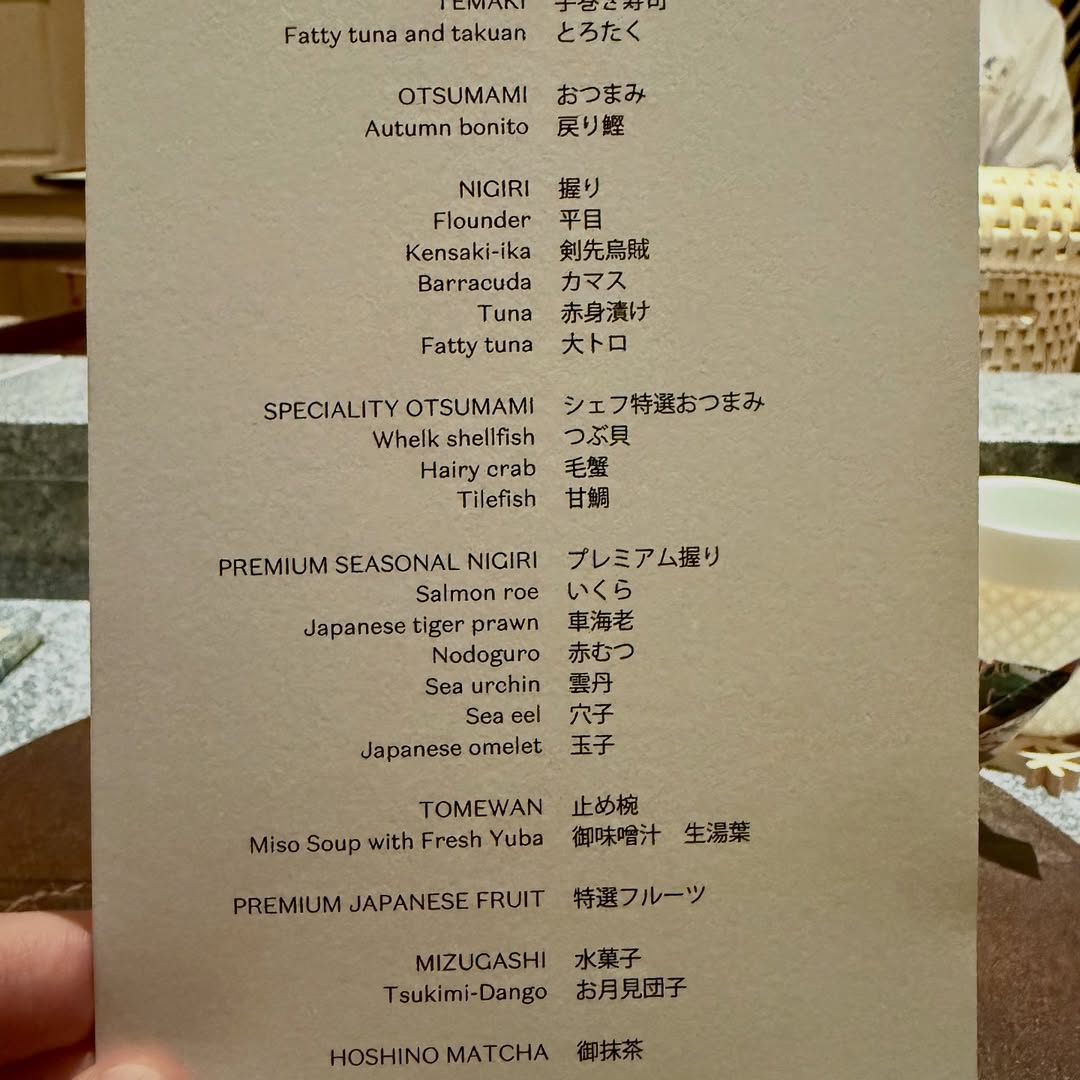 TEMAKI 手巻き寿司
Fatty tuna and takuan とろたく
OTSUMAMI おつまみ
Autumn bonito 戻り鰹
NIGIRI 握り
Flounder 平目
Kensaki-ika 剣先烏賊
Barracuda カマス
Tuna 赤身漬け
Fatty tuna 大トロ
SPECIALITY OTSUMAMI シェフ特選おつまみ
Whelk shellfish つぶ貝
Hairy crab 毛蟹
Tilefish 甘鯛
PREMIUM SEASONAL NIGIRI プレミアム握り
Salmon roe いくら
Japanese tiger prawn 車海老
Nodoguro 赤むつ
Sea urchin 雲丹
Sea eel 穴子
Japanese omelet 玉子
TOMEWAN 止め椀
Miso Soup with Fresh Yuba 御味噌汁 生湯葉
PREMIUM JAPANESE FRUIT 特選フルーツ
MIZUGASHI 水菓子
Tsukimi-Dango お月見団子
HOSHINO MATCHA 御抹茶